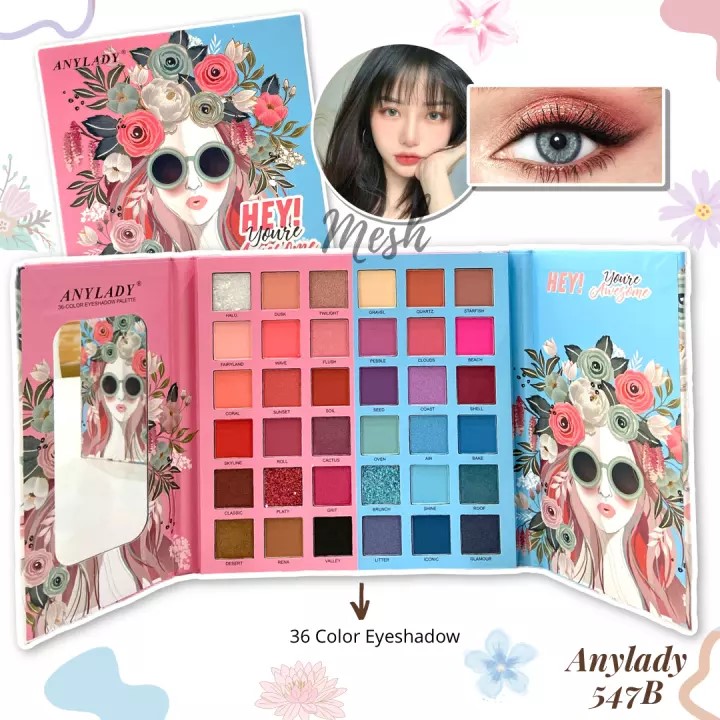 ANYLADY®
HEY!
Youre
Awesome
Mesh
ANYLADY®
36-COLOR EYESHADOW PALETTE
HEY! Youre
Awesome
HALO DUSK TWILIGHT GRAVEL QUARTZ STARFISH
FAIRYLAND WAVE FLUSH PEBBLE CLOUDS BEACH
CORAL SUNSET SOIL SEED COAST SHELL
SKYLINE ROLL CACTUS OVEN AIR BAKE
CLASSIC PLATY GRIT BRUNCH SHINE ROOF
DESERT RESN VALLEY LITTER ICONIC GLAMOUR
36 Color Eyeshadow
Anylady
547B